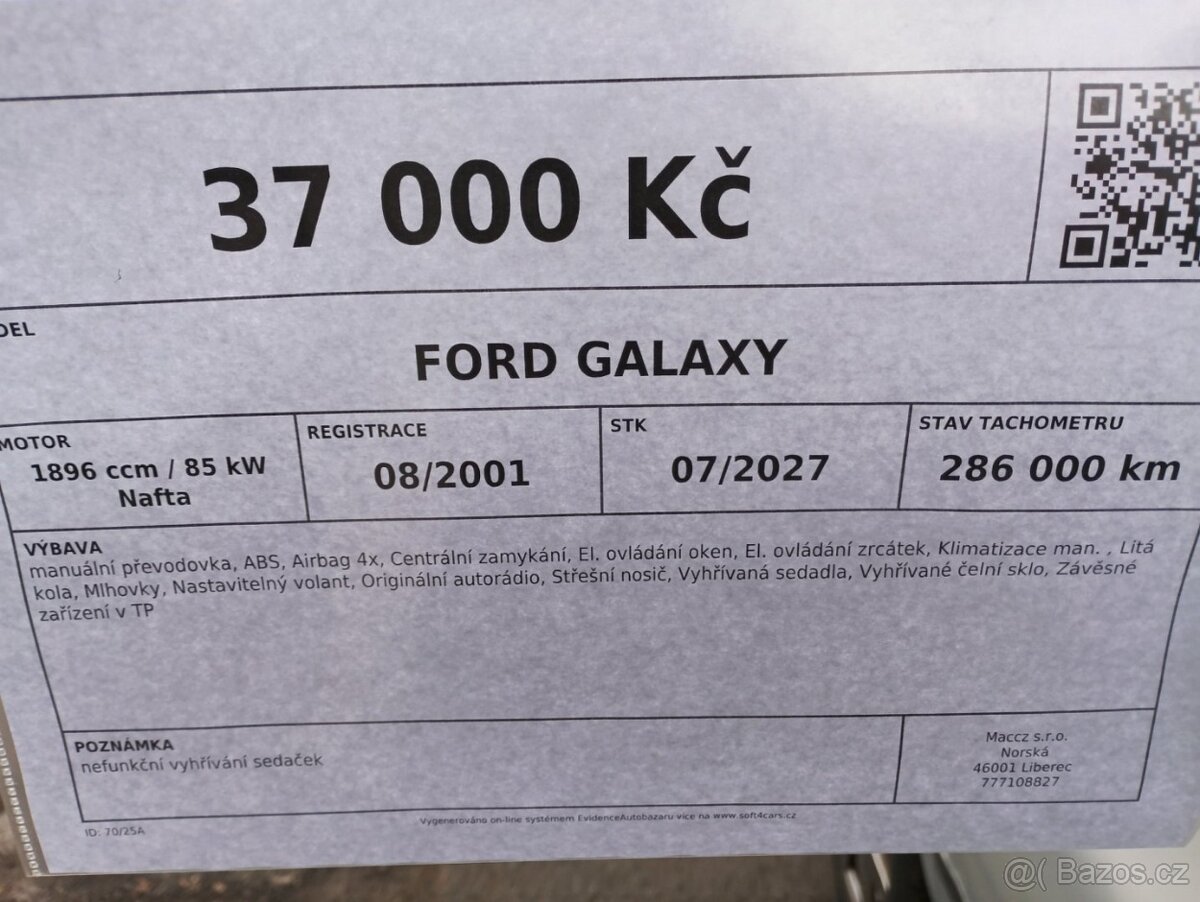 37 000 Kč
DEL
FORD GALAXY
MOTOR
1896 ccm / 85 kW
Nafta
REGISTRACE
08/2001
STK
07/2027
STAV TACHOMETRU
286 000 km
VÝBAVA
manuální převodovka, ABS, Airbag 4x, Centrální zamykání, El. ovládání oken, El. ovládání zrcátek, Klimatizace man. , Litá
kola, Mlhovky, Nastavitelný volant, Originální autorádio, Střešní nosič, Vyhřívaná sedadla, Vyhřívané čelní sklo, Závěsné
zařízení v TP
POZNÁMKA
nefunkční vyhřívání sedaček
Maccz s.r.o.
Norská
46001 Liberec
777108827
ID: 70/25A
Vygenerováno on-line systémem EvidenceAutobazaru více na www.soft4cars.cz
@( Bazos.cz